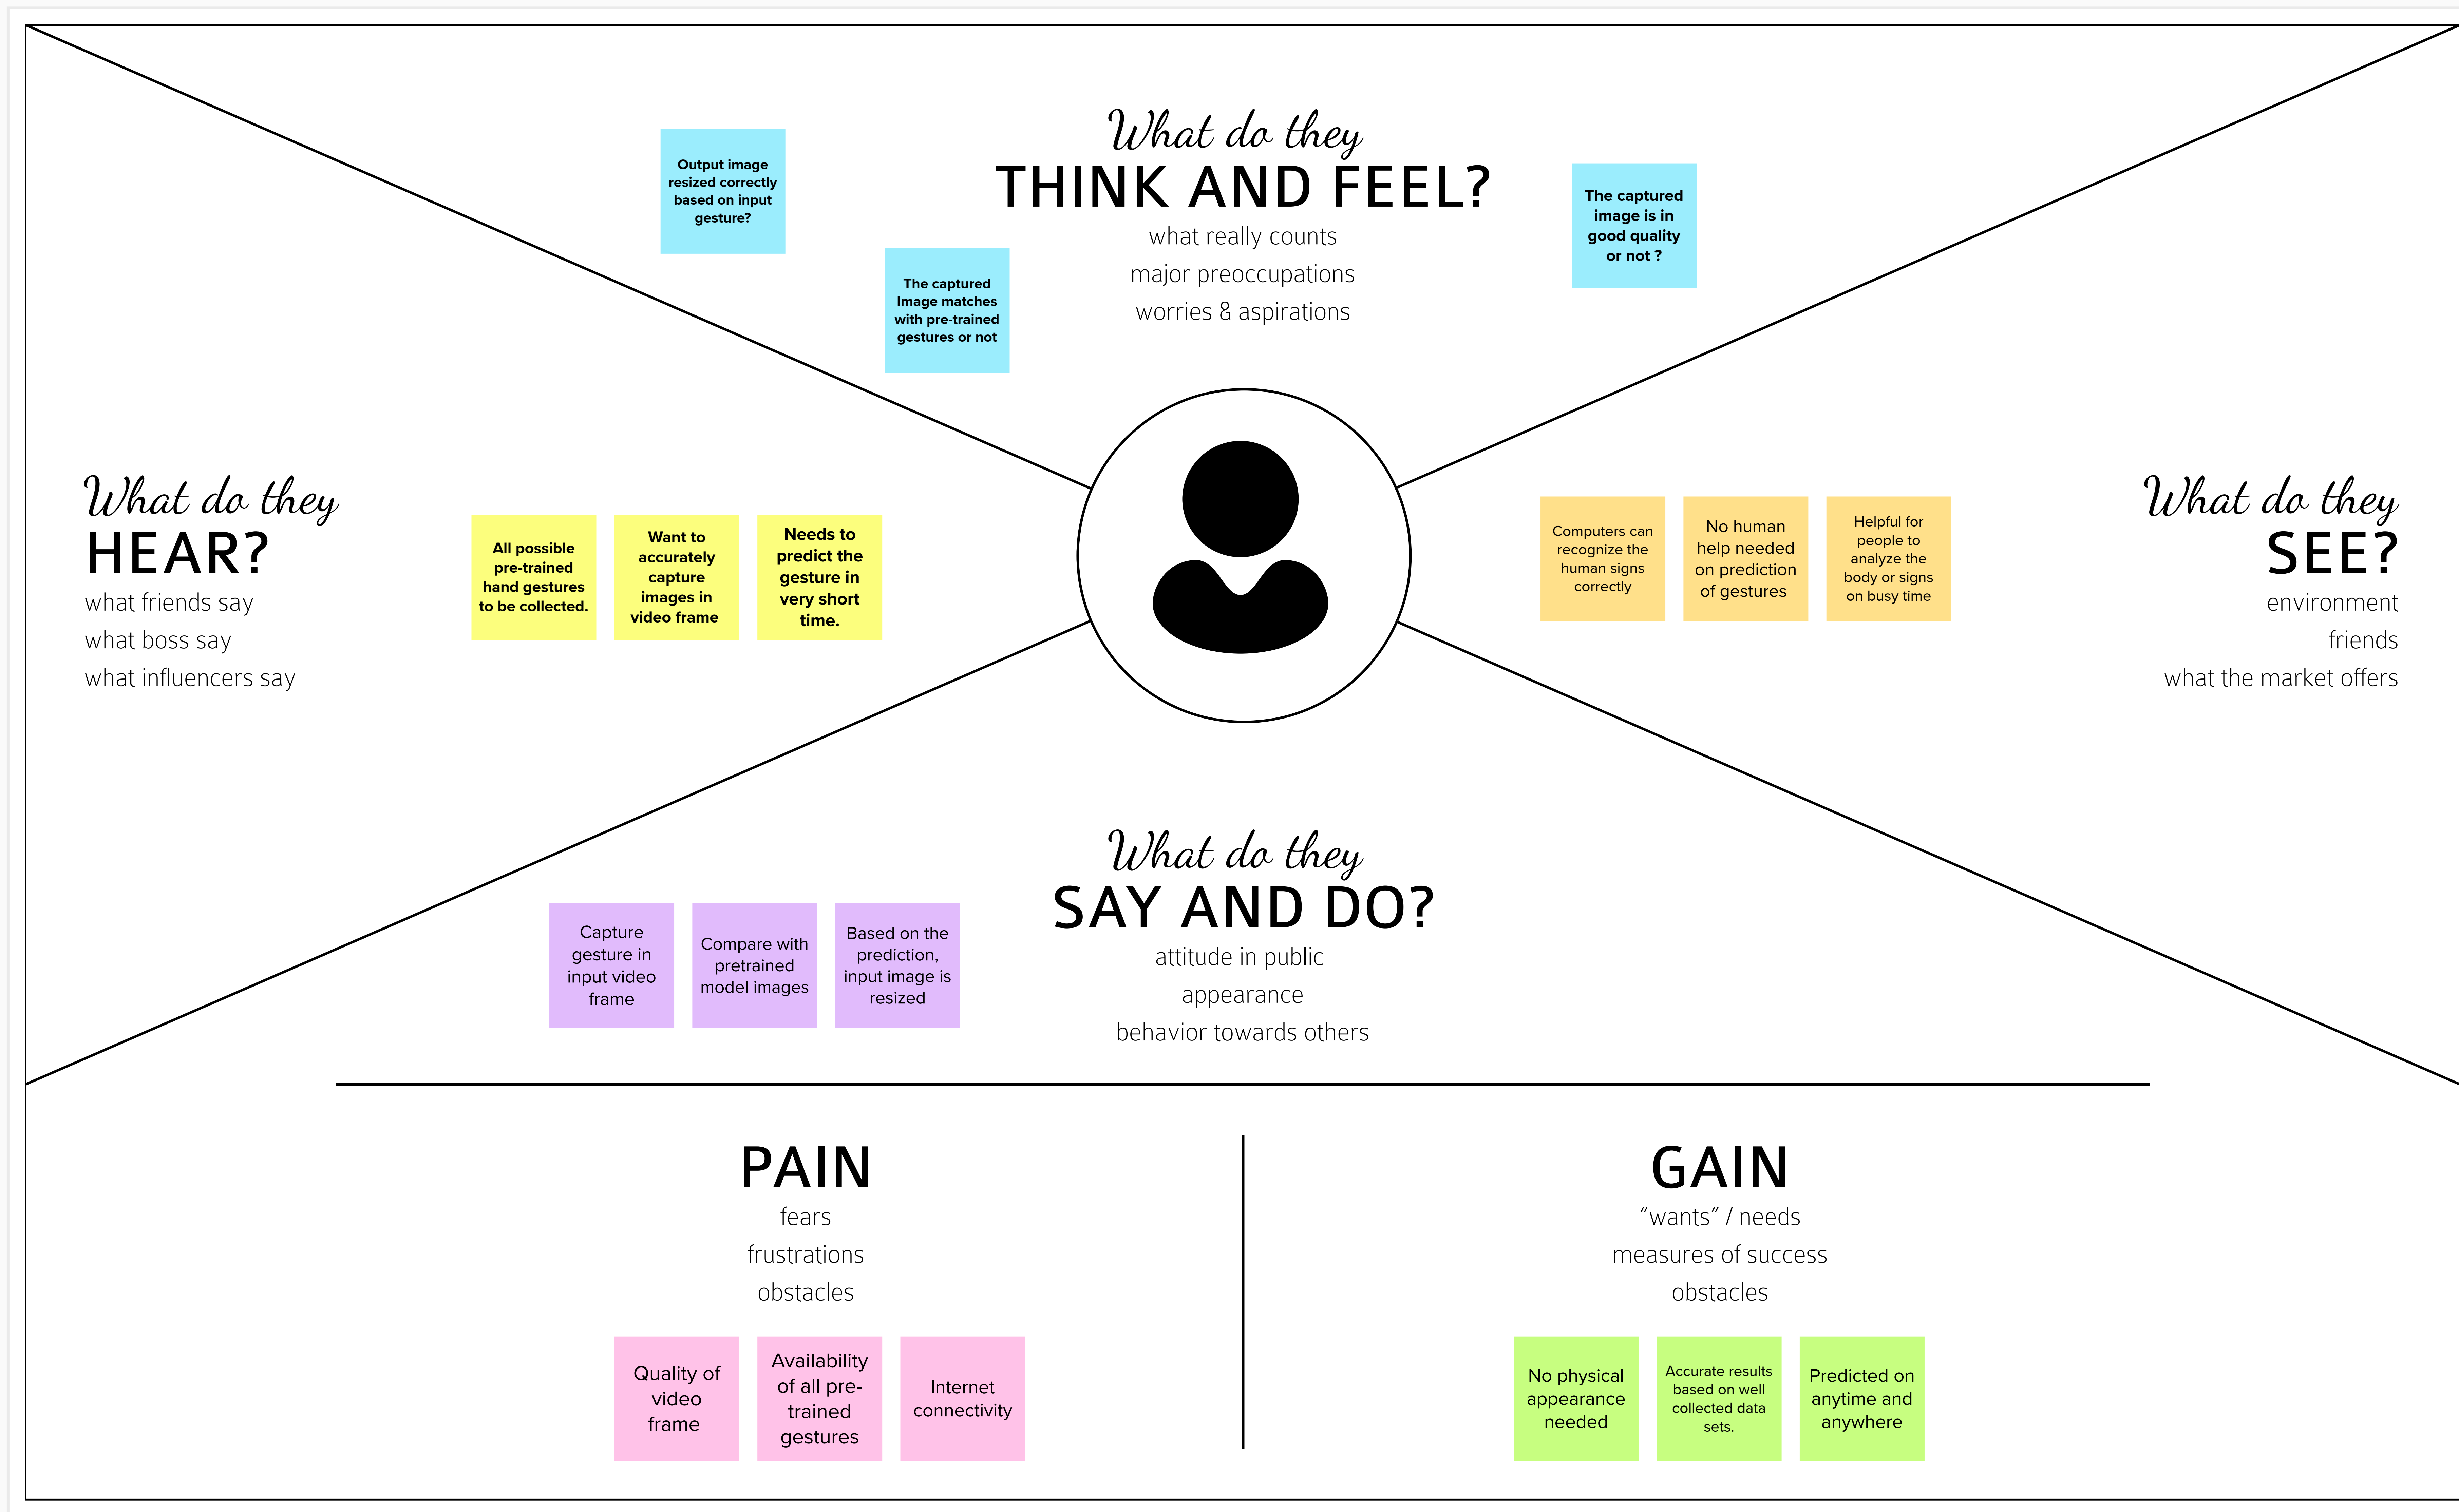 What do they
THINK AND FEEL?
what really counts
major preoccupations
worries & aspirations
Output image
resized correctly
based on input
gesture?
The captured
Image matches
with pre-trained
gestures or not
The captured
image is in
good quality
or not ?
What do they
HEAR?
what friends say
what boss say
what influencers say
All possible
pre-trained
hand gestures
to be collected.
Want to
accurately
capture
images in
video frame
Needs to
predict the
gesture in
very short
time.
Computers can
recognize the
human signs
correctly
No human
help needed
on prediction
of gestures
Helpful for
people to
analyze the
body or signs
on busy time
What do they
SEE?
environment
friends
what the market offers
What do they
SAY AND DO?
attitude in public
appearance
behavior towards others
Capture
gesture in
input video
frame
Compare with
pretrained
model images
Based on the
prediction,
input image is
resized
PAIN
fears
frustrations
obstacles
Quality of
video
frame
Availability
of all pre-
trained
gestures
Internet
connectivity
GAIN
“wants” / needs
measures of success
obstacles
No physical
appearance
needed
Accurate results
based on well
collected data
sets.
Predicted on
anytime and
anywhere